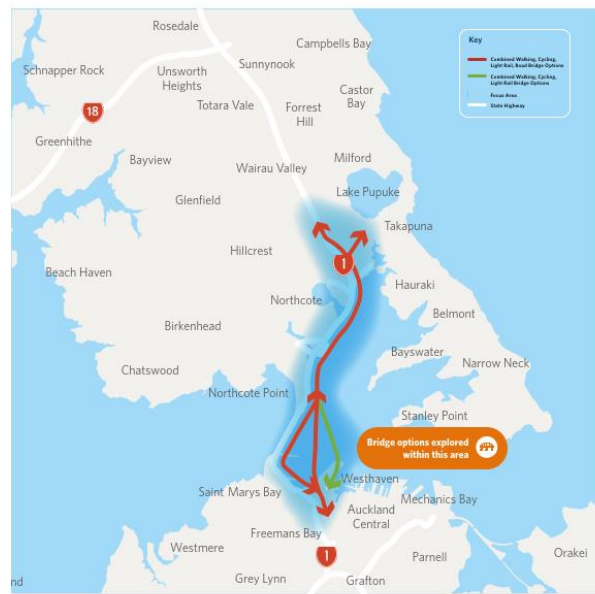 Rosedale
Campbells Bay
Sunnynook
Schnapper Rock
Unsworth
Heights
Castor
Bay
Totara Vale
Forrest
Hill
18
Greenhithe
Milford
Bayview
Wairau Valley
Lake Pupuke
Glenfield
Takapuna
Hillcrest
1
Beach Haven
Hauraki
Northcote
Belmont
Birkenhead
Bayswater
Narrow Neck
Chatswood
Northcote Point
Stanley Point
Bridge options explored
within this area
Westhaven
Saint Marys Bay
Mechanics Bay
Auckland
Central
Freemans Bay
Westmere
1
Parnell
Orakei
nd
Grey Lynn
Grafton
Key
Combined Walking, Cycling,
Light Rail, Road Bridge Options
Combined Walking, Cycling,
Light Rail Bridge Options
Focus Area
State Highway